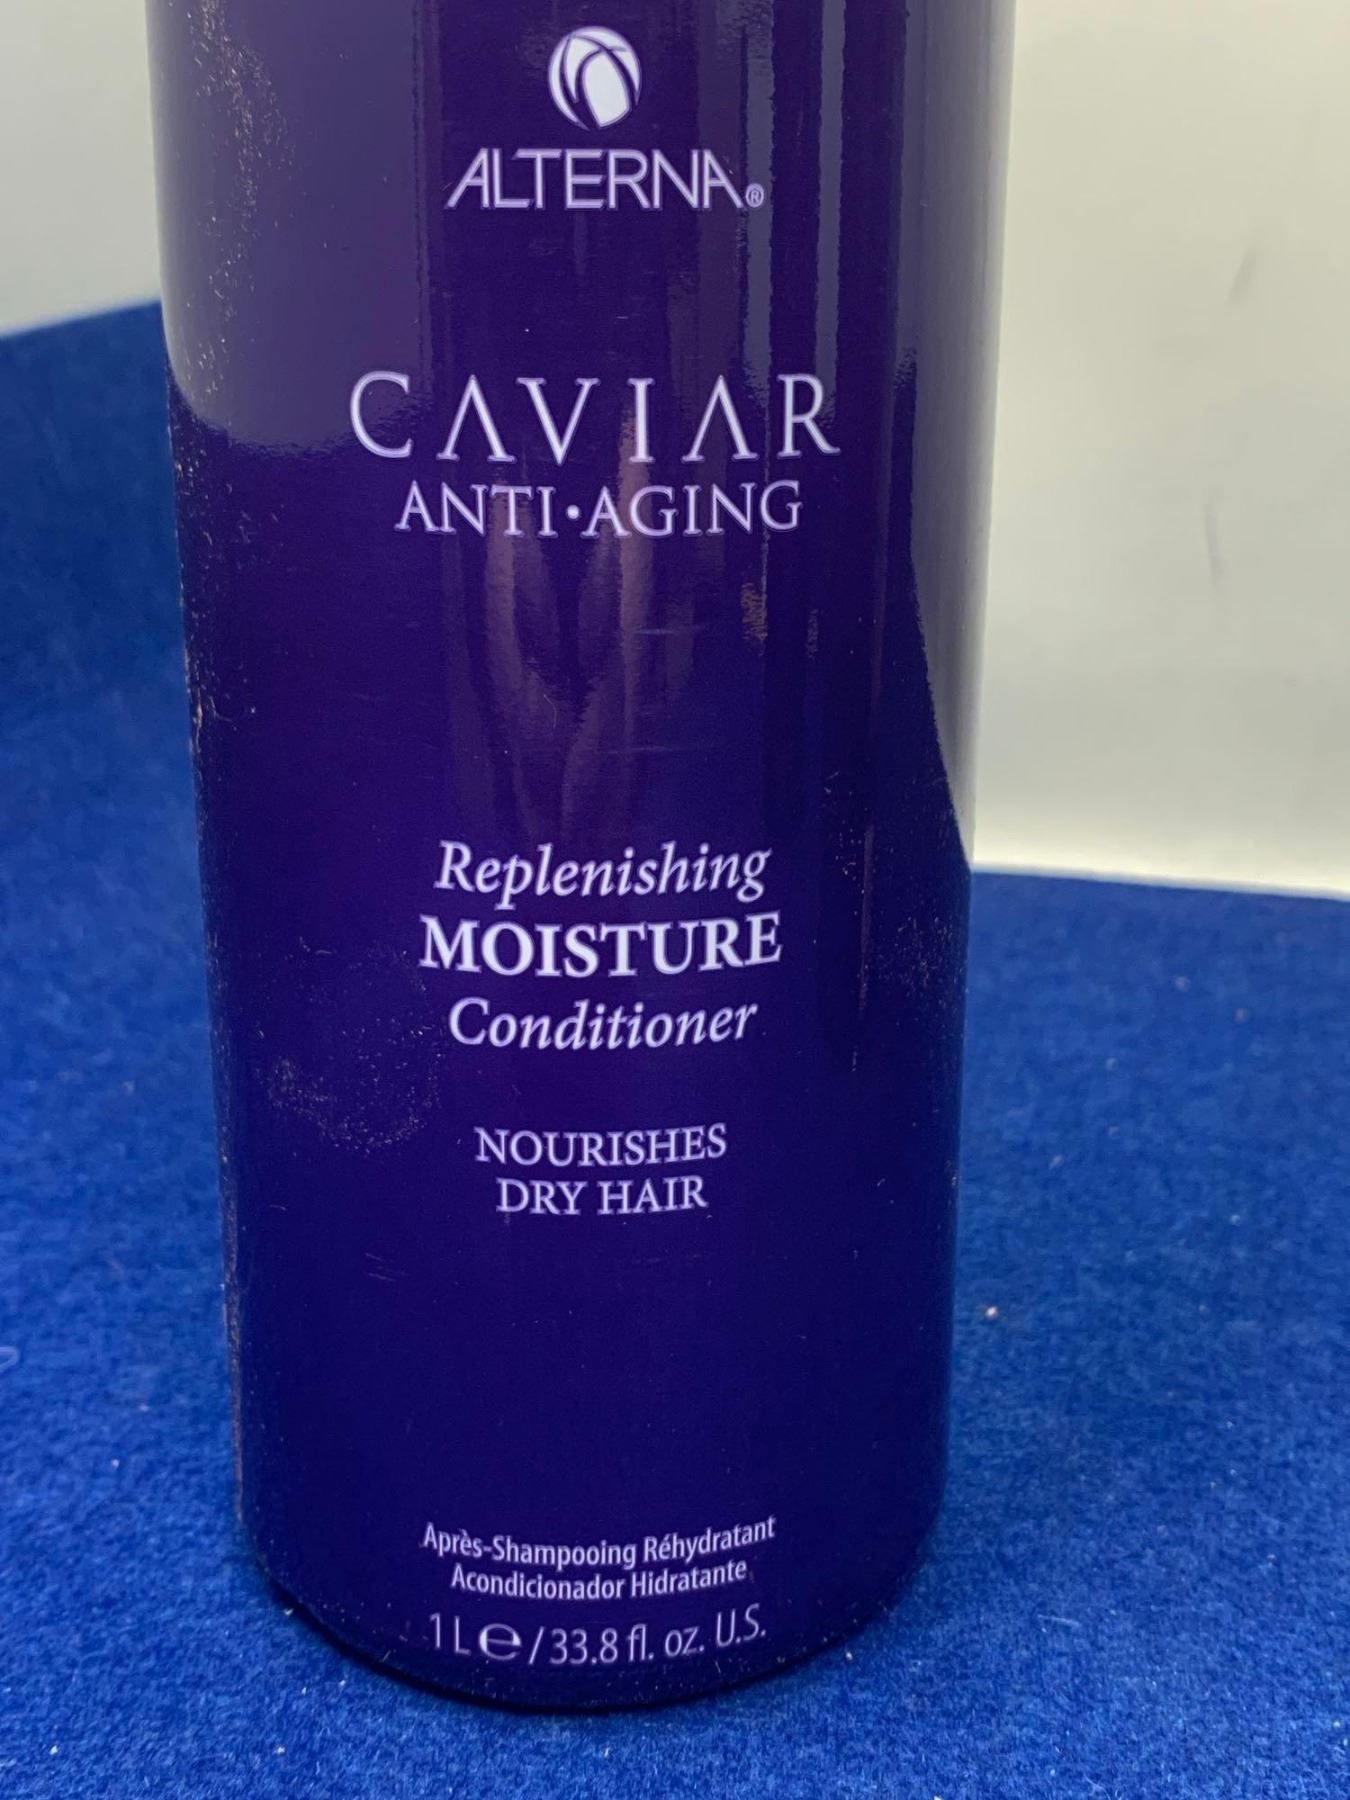 ALTERNA®
CAVIAR
ANTI•AGING
Replenishing
MOISTURE
Conditioner
NOURISHES
DRY HAIR
Après-Shampooing Réhydratant
Acondicionador Hidratante
1 L ℮ / 33.8 fl. oz. U.S.